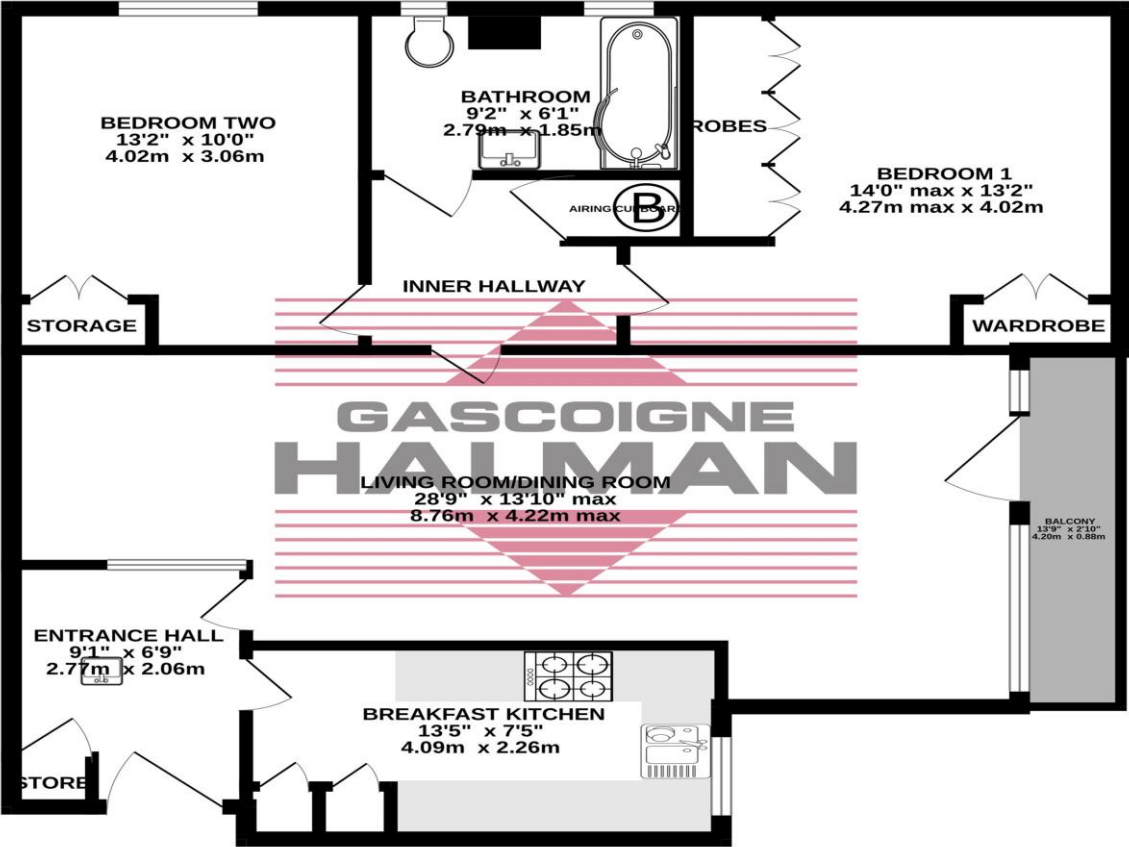 BEDROOM TWO
13'2" x 10'0"
4.02m x 3.06m
BATHROOM
9'2" x 6'1"
2.79m x 1.85m
ROBES
BEDROOM 1
14'0" max x 13'2"
4.27m max x 4.02m
AIRING CUPBOARD
B
INNER HALLWAY
STORAGE
WARDROBE
GASCOIGNE
HALMAN
LIVING ROOM/DINING ROOM
28'9" x 13'10" max
8.76m x 4.22m max
BALCONY
13'9" x 2'10"
4.20m x 0.88m
ENTRANCE HALL
9'1" x 6'9"
2.77m x 2.06m
BREAKFAST KITCHEN
13'5" x 7'5"
4.09m x 2.26m
STORE